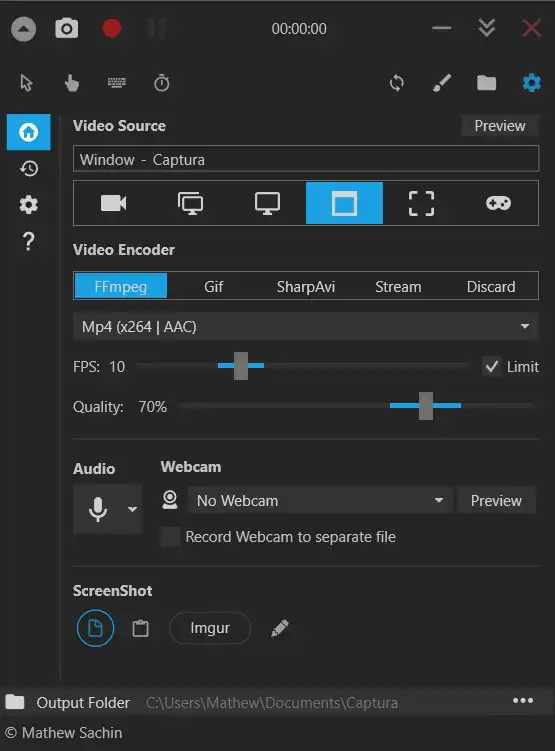 00:00:00
Video Source Preview
Window - Captura
Video Encoder
FFmpeg Gif SharpAvi Stream Discard
Mp4 (x264 | AAC)
FPS: 10 Limit
Quality: 70%
Audio Webcam
No Webcam Preview
Record Webcam to separate file
ScreenShot
Imgur
Output Folder C:\Users\Mathew\Documents\Captura
© Mathew Sachin